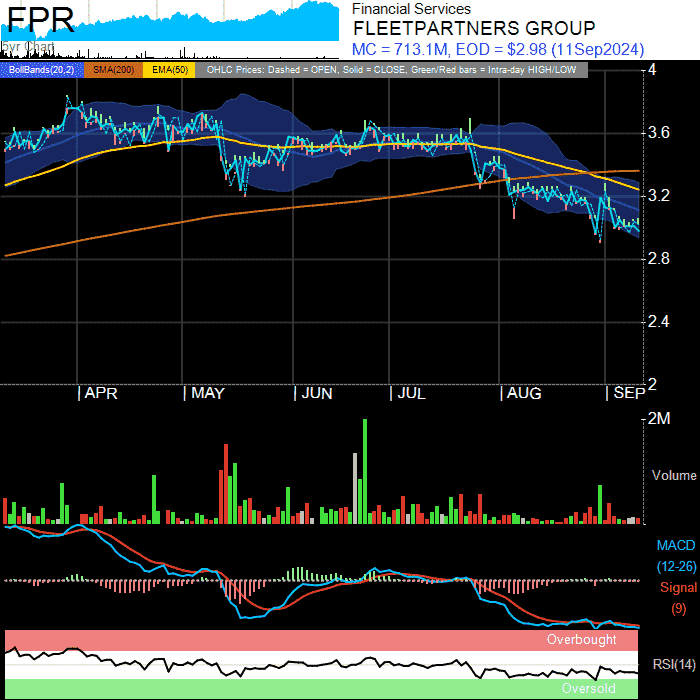 FPR
Financial Services
FLEETPARTNERS GROUP
MC = 713.1M, EOD = $2.98 (11Sep2024)
BollBands(20,2) SMA(200) EMA(50) OHLC Prices: Dashed = OPEN, Solid = CLOSE, Green/Red bars = Intra-day HIGH/LOW
4
3.6
3.2
2.8
2.4
2
| APR | MAY | JUN | JUL | AUG | SEP
2M
Volume
MACD
(12-26)
Signal
(9)
Overbought
RSI(14)
Oversold